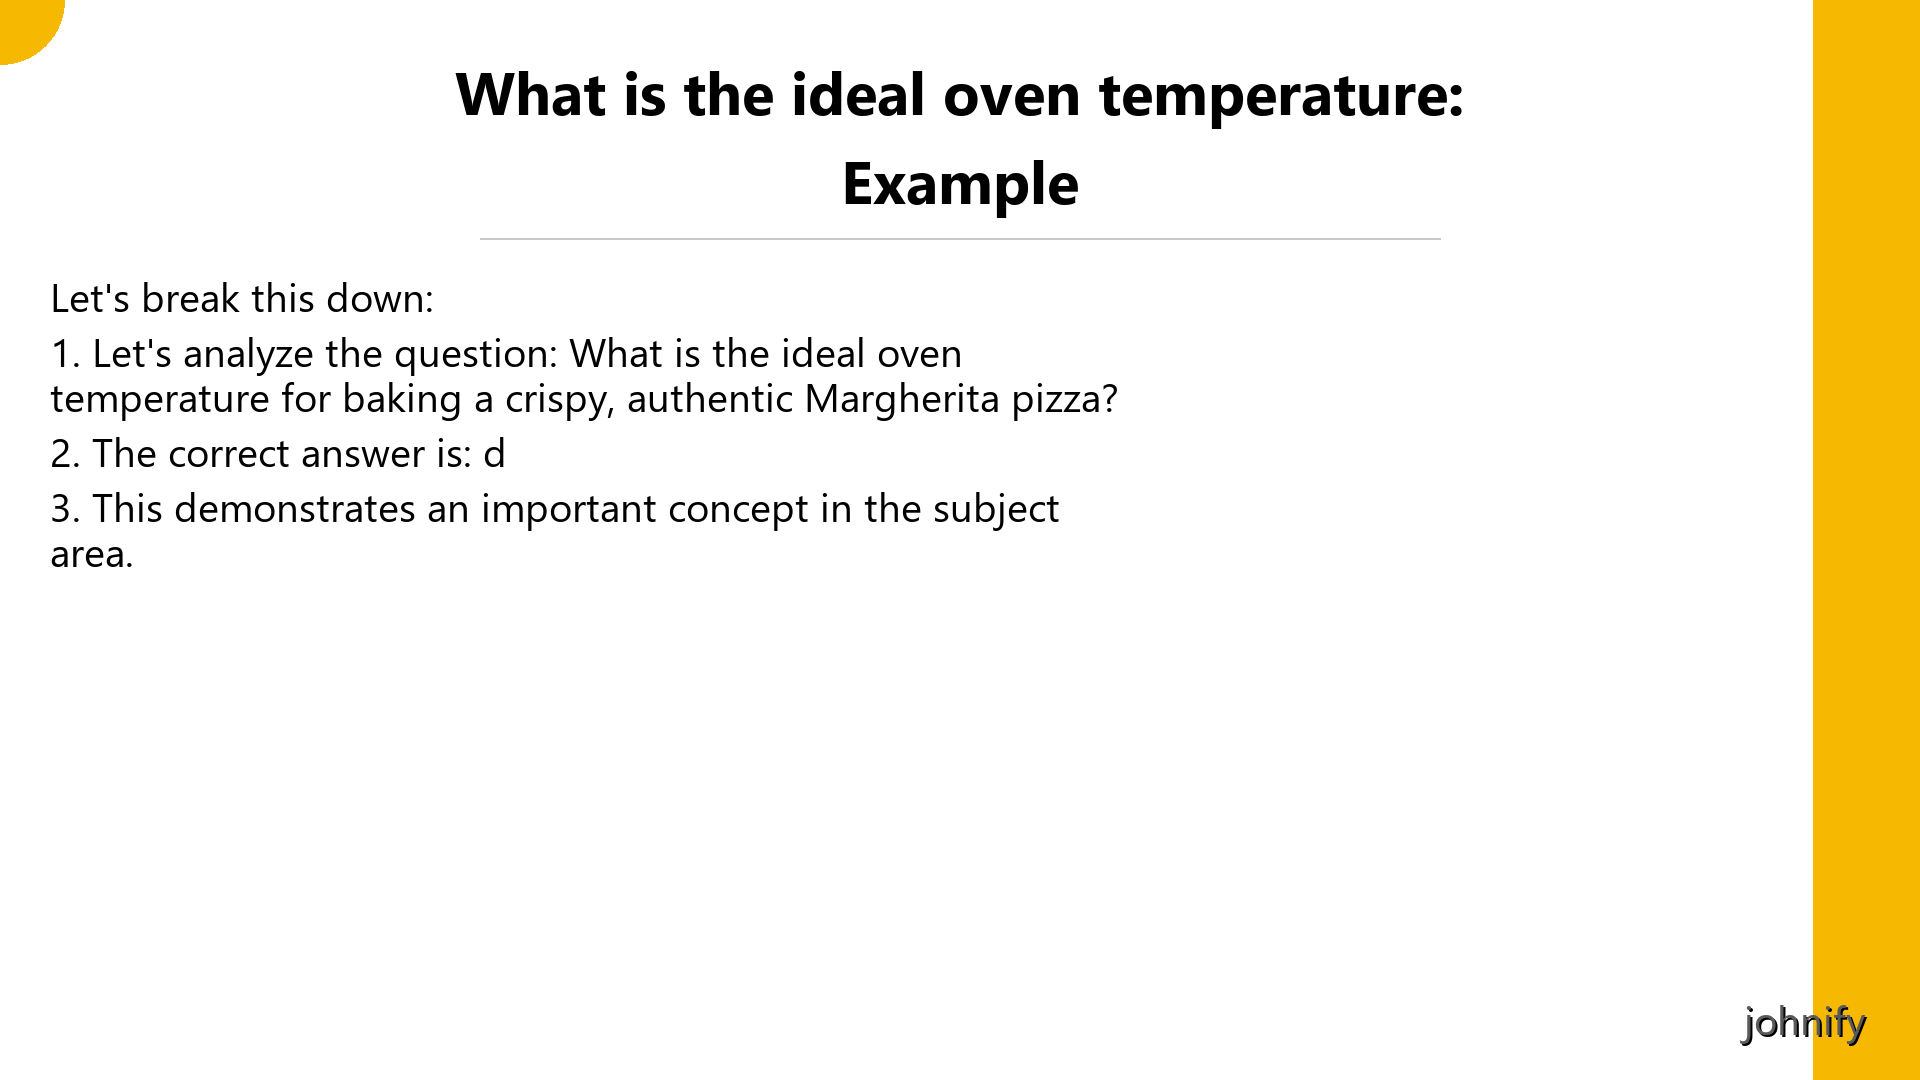 What is the ideal oven temperature:
Example
Let's break this down:
1. Let's analyze the question: What is the ideal oven
temperature for baking a crispy, authentic Margherita pizza?
2. The correct answer is: d
3. This demonstrates an important concept in the subject
area.
johnify